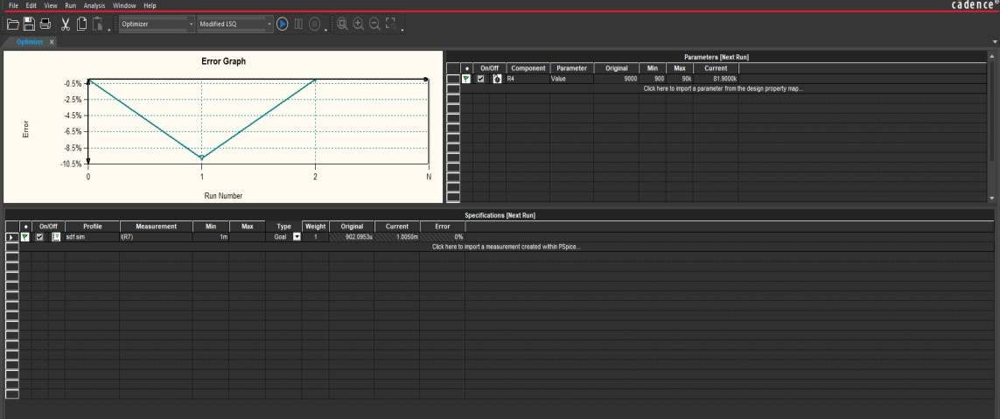 File Edit View Run Analysis Window Help
cādence®
Optimizer Modified LSQ
Optimizer X
Error Graph
-0.5%
-2.5%
-4.5%
-6.5%
-8.5%
-10.5%
Error
0 1 2 N
Run Number
Parameters [Next Run]
On/Off Component Parameter Original Min Max Current
R4 Value 9000 900 90k 81.9000k
Click here to import a parameter from the design property map...
Specifications [Next Run]
On/Off Profile Measurement Min Max Type Weight Original Current Error
sdf.sim I(R7) 1m Goal 1 902.0953u 1.0050m 0%
Click here to import a measurement created within PSpice...